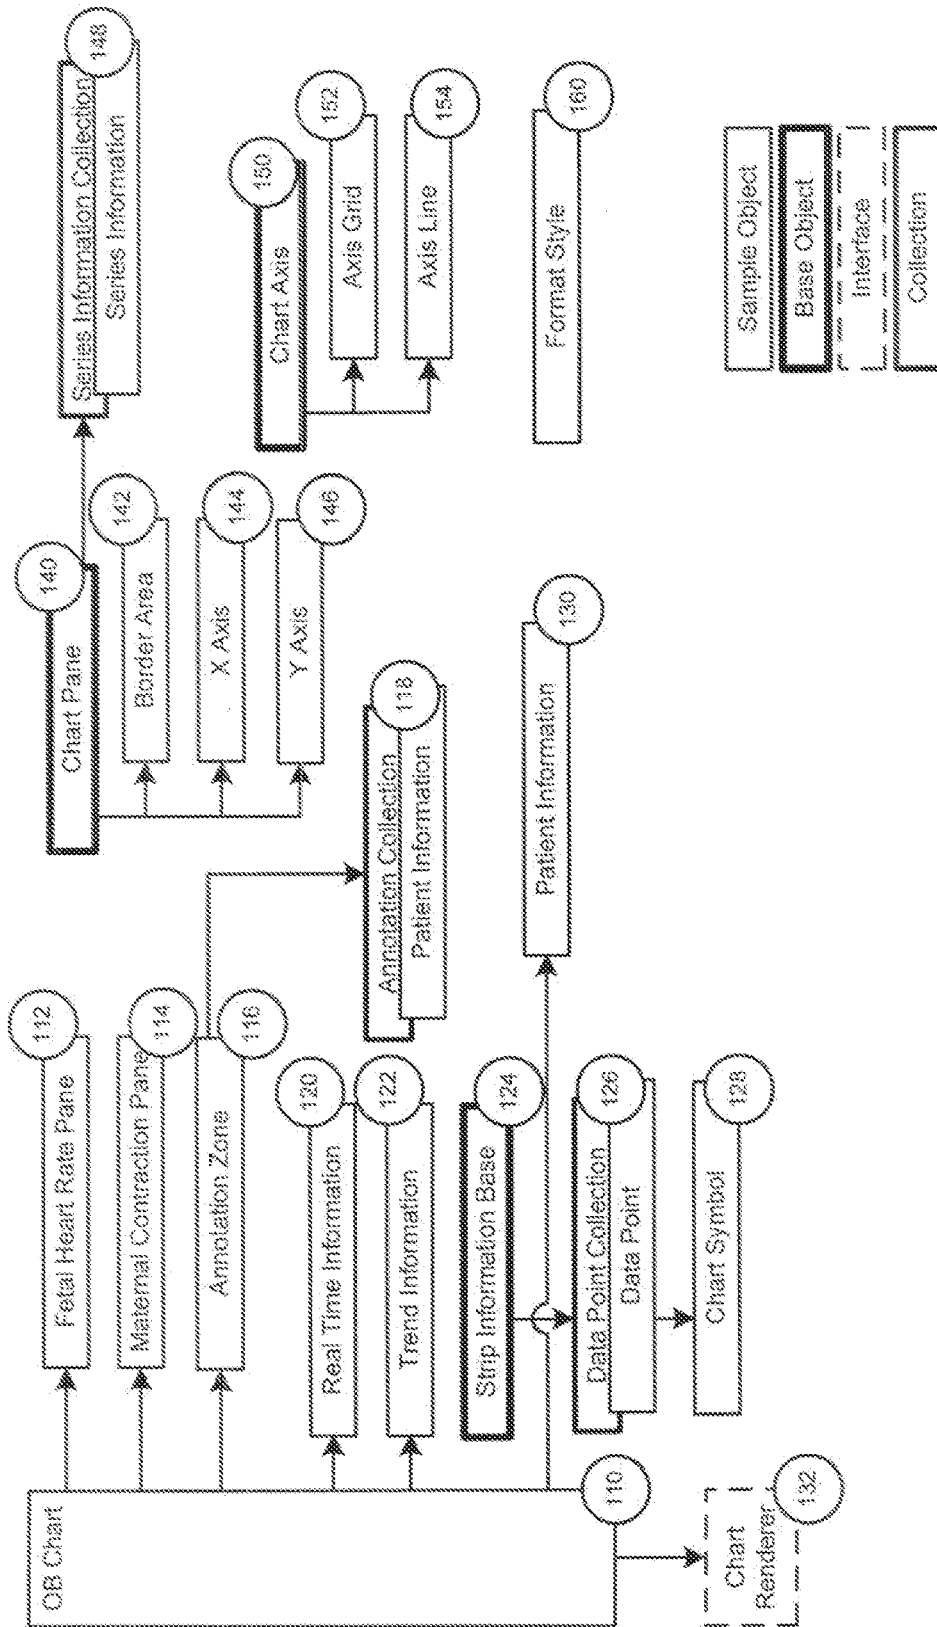 OB Chart
110
Chart
Renderer
132
Fetal Heart Rate Pane
112
Maternal Contraction Pane
114
Annotation Zone
116
Real Time Information
120
Trend Information
122
Strip Information Base
124
Data Point Collection
Data Point
126
Chart Symbol
128
Annotation Collection
Patient Information
118
Patient Information
130
Chart Pane
140
Border Area
142
X Axis
144
Y Axis
146
Series Information Collection
Series Information
148
Chart Axis
150
Axis Grid
152
Axis Line
154
Format Style
160
Sample Object
Base Object
Interface
Collection